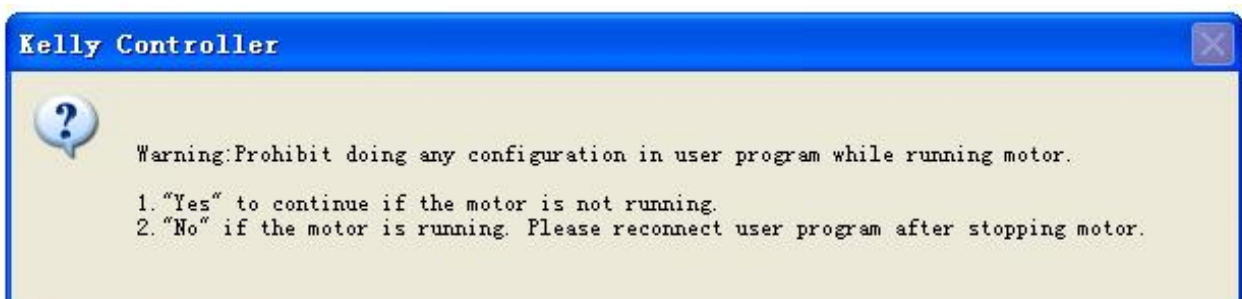 Kelly Controller
Warning:Prohibit doing any configuration in user program while running motor.
1."Yes" to continue if the motor is not running.
2."No" if the motor is running. Please reconnect user program after stopping motor.